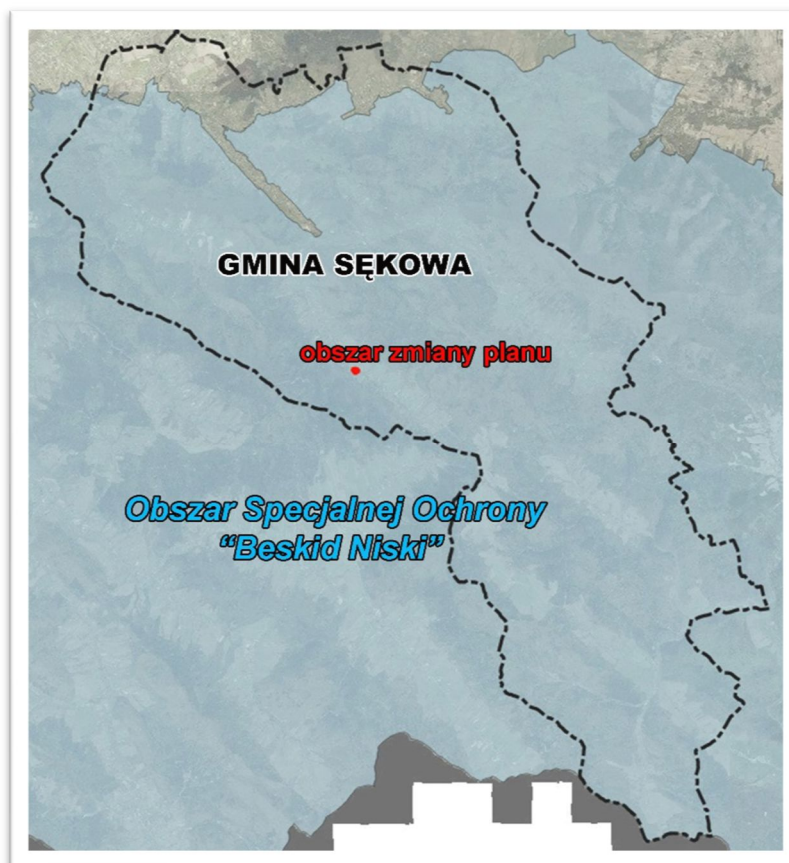 GMINA SĘKOWA
obszar zmiany planu
Obszar Specjalnej Ochrony
“Beskid Niski”